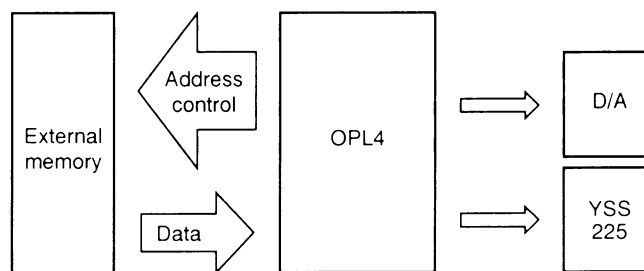 External
memory
Address
control
Data
OPL4
D/A
YSS
225